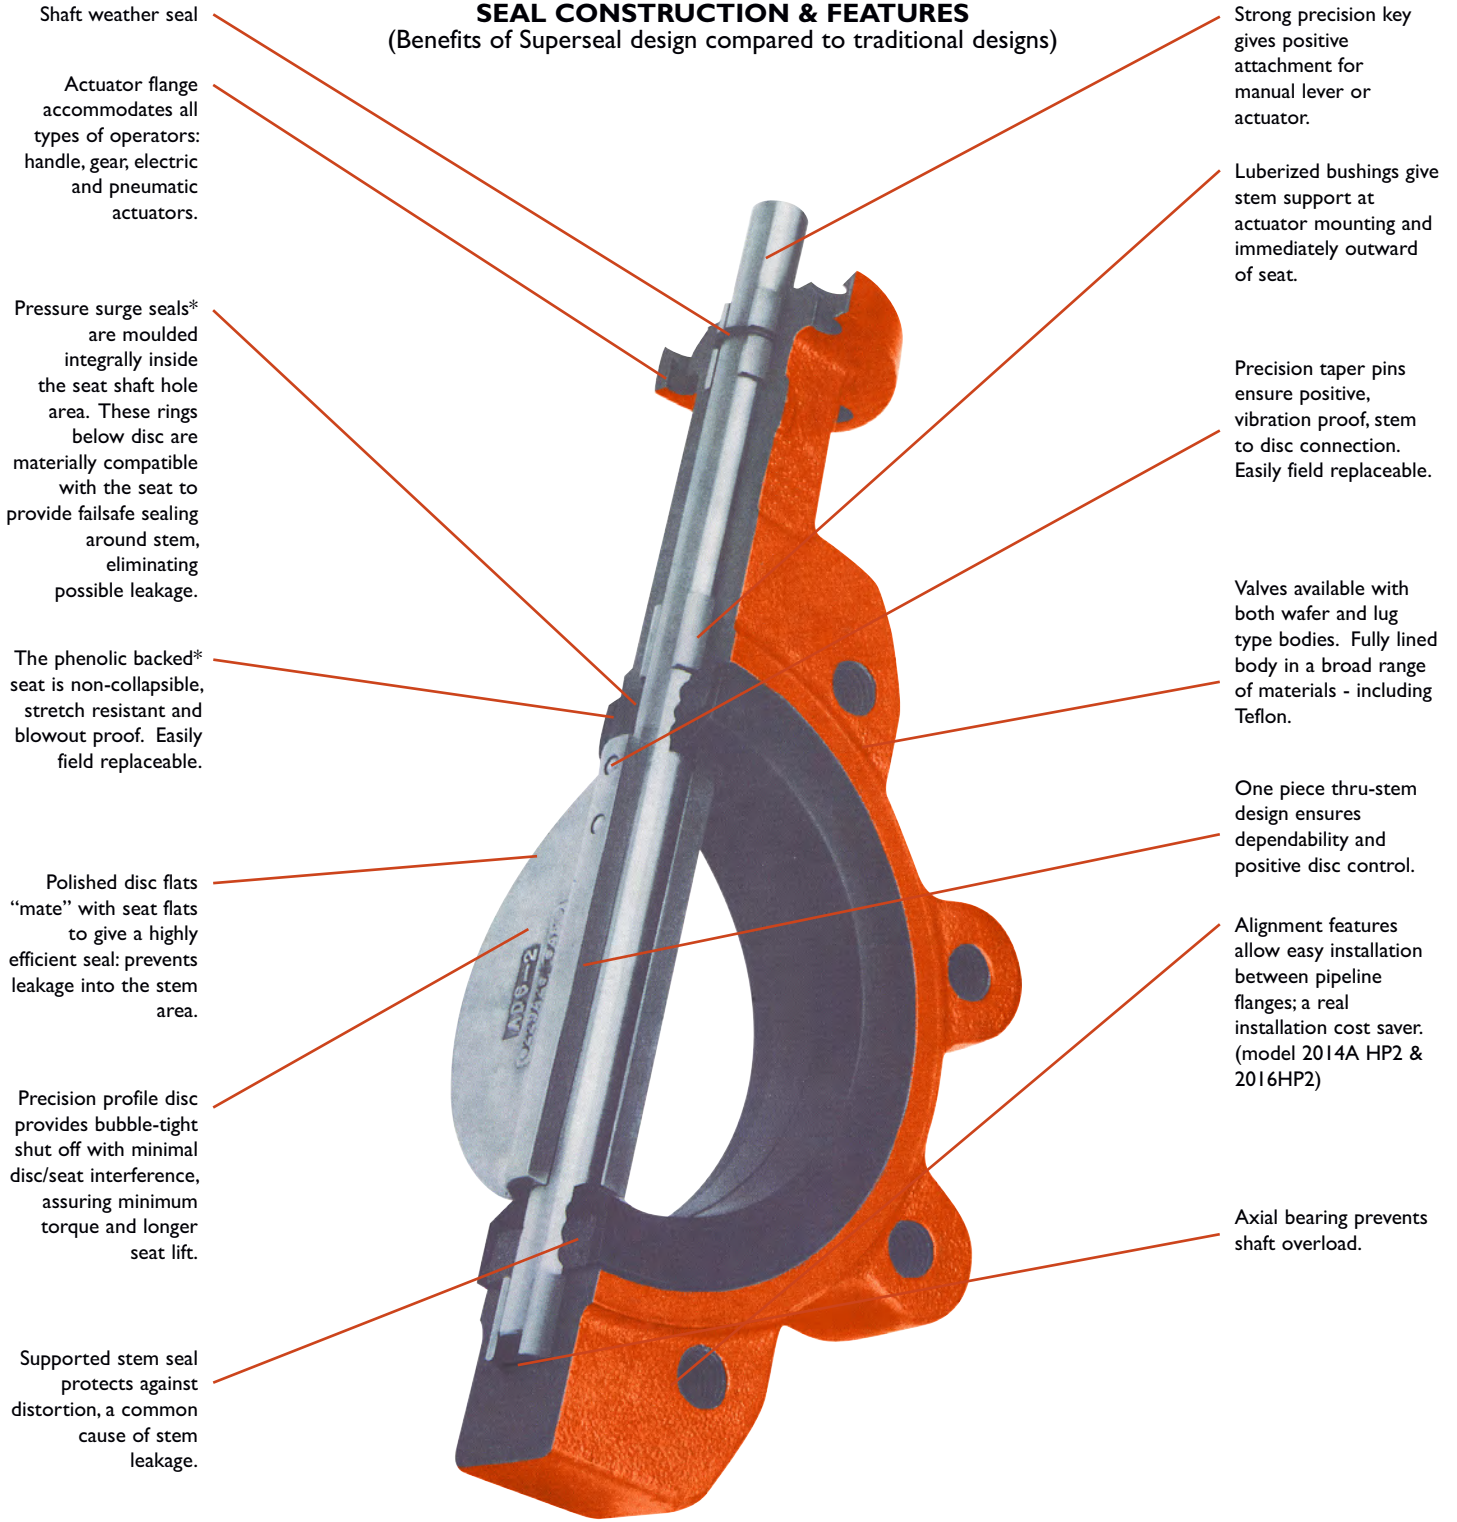 SEAL CONSTRUCTION & FEATURES
(Benefits of Superseal design compared to traditional designs)
Shaft weather seal
Actuator flange
accommodates all
types of operators:
handle, gear, electric
and pneumatic
actuators.
Pressure surge seals*
are moulded
integrally inside
the seat shaft hole
area. These rings
below disc are
materially compatible
with the seat to
provide failsafe sealing
around stem,
eliminating
possible leakage.
The phenolic backed*
seat is non-collapsible,
stretch resistant and
blowout proof. Easily
field replaceable.
Polished disc flats
“mate” with seat flats
to give a highly
efficient seal: prevents
leakage into the stem
area.
Precision profile disc
provides bubble-tight
shut off with minimal
disc/seat interference,
assuring minimum
torque and longer
seat lift.
Supported stem seal
protects against
distortion, a common
cause of stem
leakage.
Strong precision key
gives positive
attachment for
manual lever or
actuator.
Luberized bushings give
stem support at
actuator mounting and
immediately outward
of seat.
Precision taper pins
ensure positive,
vibration proof, stem
to disc connection.
Easily field replaceable.
Valves available with
both wafer and lug
type bodies. Fully lined
body in a broad range
of materials - including
Teflon.
One piece thru-stem
design ensures
dependability and
positive disc control.
Alignment features
allow easy installation
between pipeline
flanges; a real
installation cost saver.
(model 2014A HP2 &
2016HP2)
Axial bearing prevents
shaft overload.
AD6-2